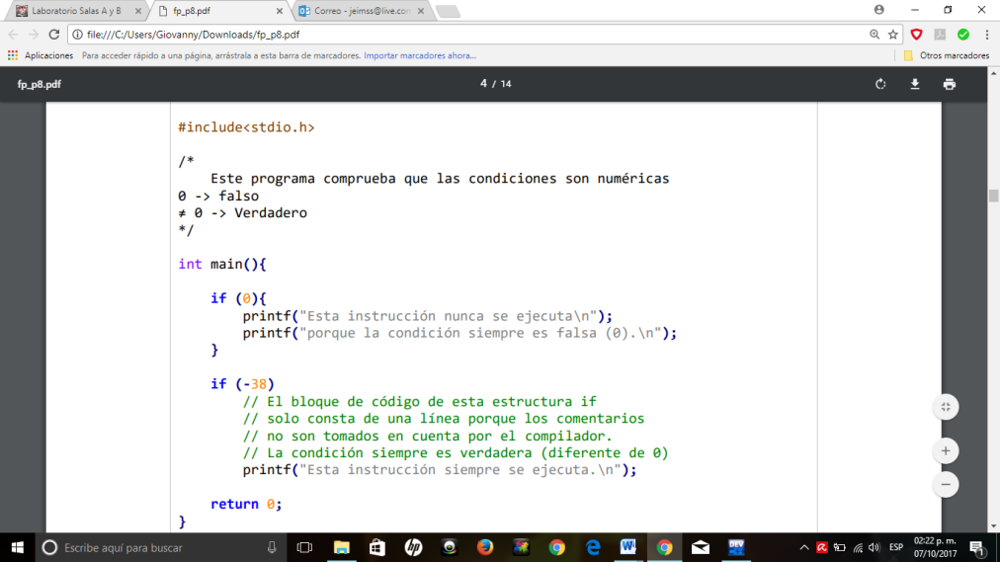 Laboratorio Salas A y B
fp_p8.pdf
Correo - jeimss@live.com
file:///C:/Users/Giovanny/Downloads/fp_p8.pdf
Aplicaciones Para acceder rápido a una página, arrástrala a esta barra de marcadores. Importar marcadores ahora... Otros marcadores
fp_p8.pdf 4 / 14
#include<stdio.h>
/*
Este programa comprueba que las condiciones son numéricas
0 -> falso
≠ 0 -> Verdadero
*/
int main(){
if (0){
printf("Esta instrucción nunca se ejecuta\n");
printf("porque la condición siempre es falsa (0).\n");
}
if (-38)
// El bloque de código de esta estructura if
// solo consta de una línea porque los comentarios
// no son tomados en cuenta por el compilador.
// La condición siempre es verdadera (diferente de 0)
printf("Esta instrucción siempre se ejecuta.\n");
return 0;
}
Escribe aquí para buscar
hp
W
DEV
ESP
02:22 p. m.
07/10/2017
1